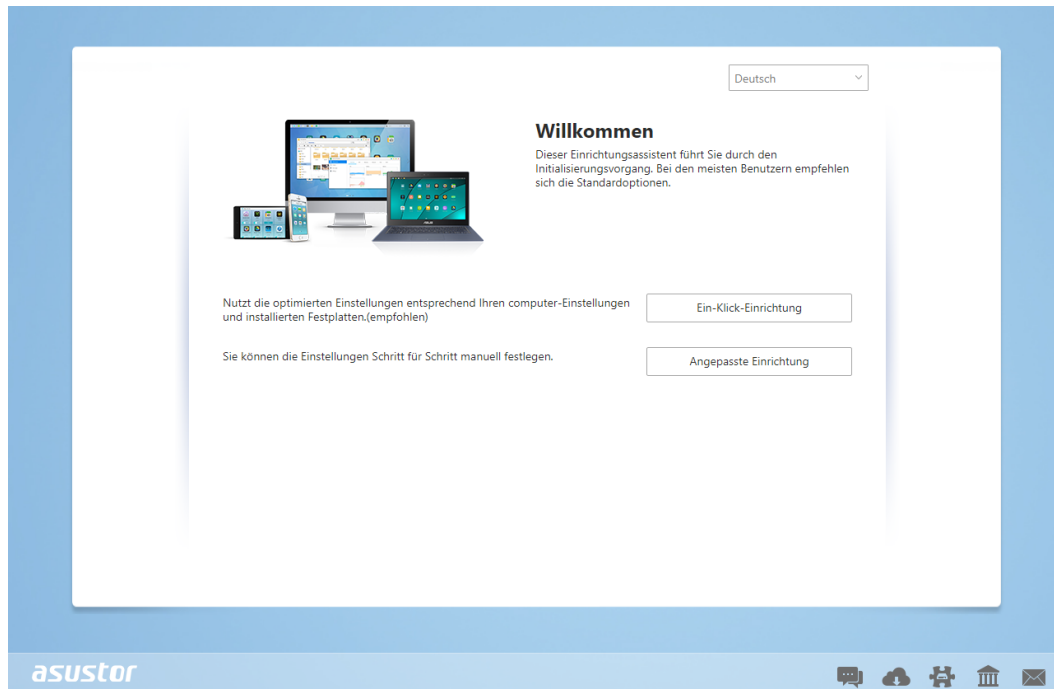 Deutsch
Willkommen
Dieser Einrichtungsassistent führt Sie durch den
Initialisierungsvorgang. Bei den meisten Benutzern empfehlen
sich die Standardoptionen.
Nutzt die optimierten Einstellungen entsprechend Ihren computer-Einstellungen
und installierten Festplatten.(empfohlen)
Ein-Klick-Einrichtung
Sie können die Einstellungen Schritt für Schritt manuell festlegen.
Angepasste Einrichtung
asustor